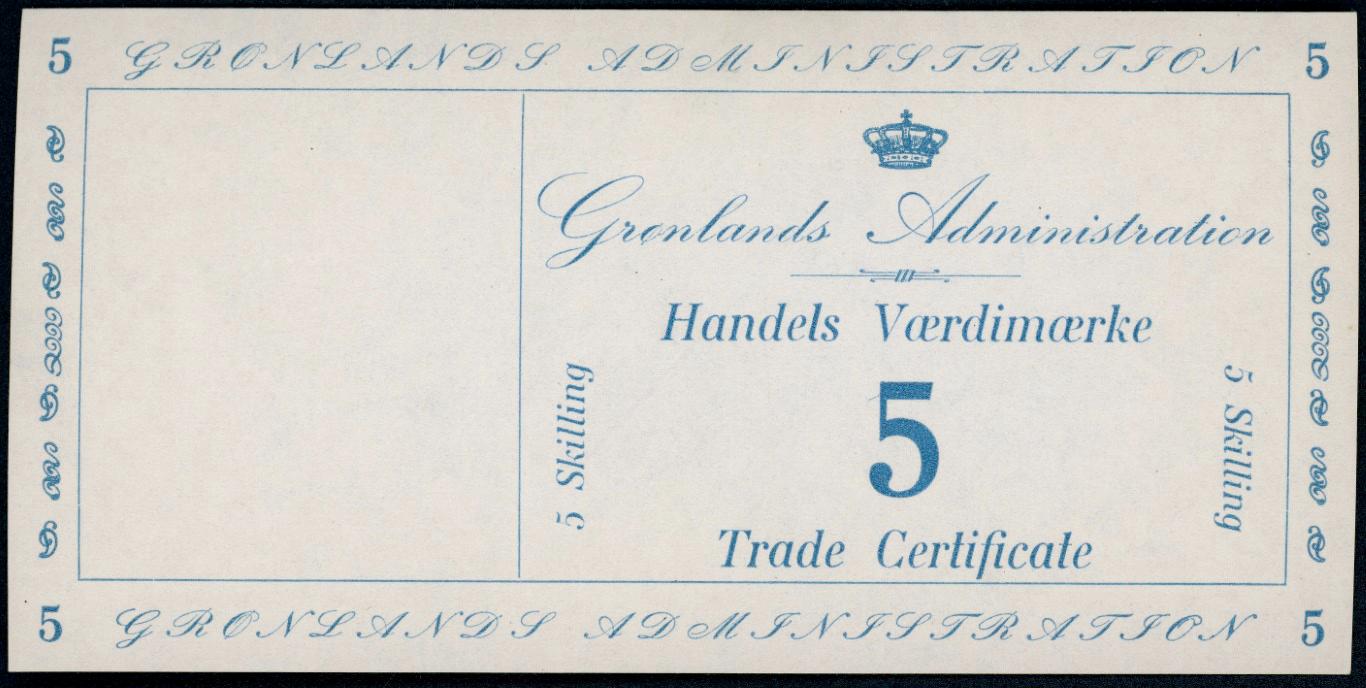 5 GRØNLANDS ADMINISTRATION 5
Grønlands Administration
Handels Værdimærke
5 Skilling
5
5 Skilling
Trade Certificate
5 GRØNLANDS ADMINISTRATION 5